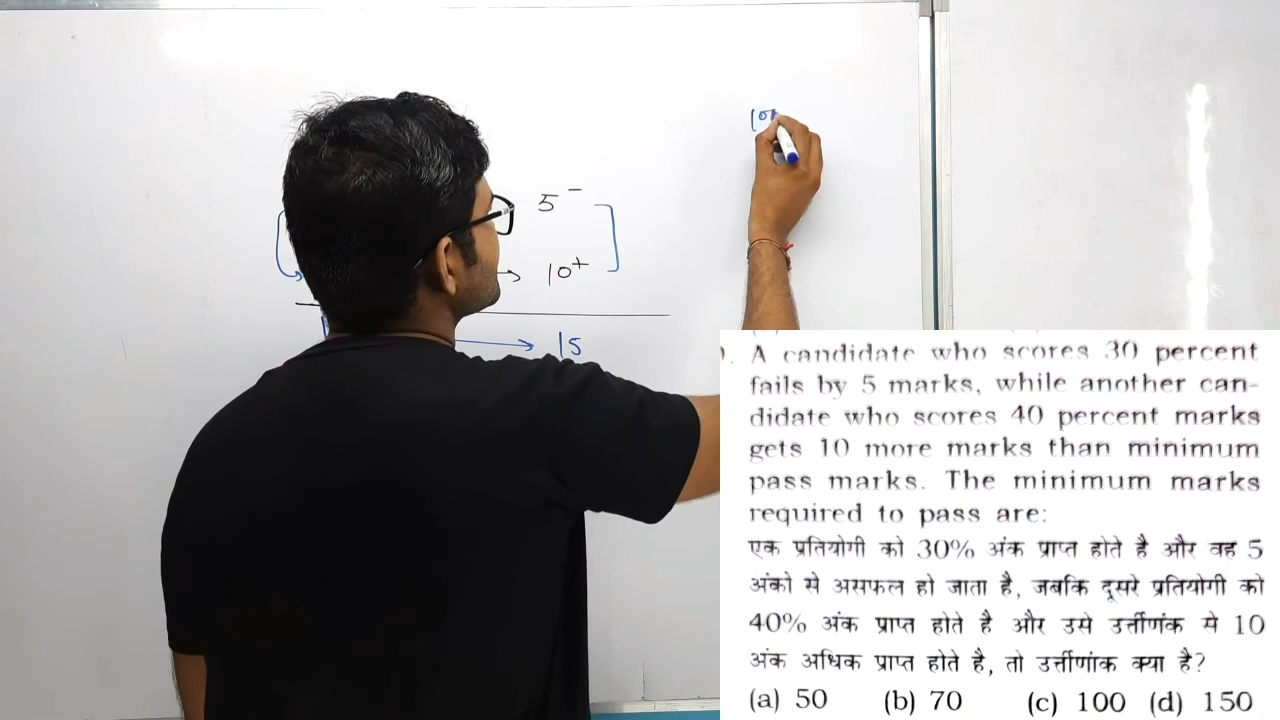 5 -
→ 10+
→ 15
A candidate who scores 30 percent
fails by 5 marks, while another can-
didate who scores 40 percent marks
gets 10 more marks than minimum
pass marks. The minimum marks
required to pass are:
एक प्रतियोगी को 30% अंक प्राप्त होते है और वह 5
अंको से असफल हो जाता है, जबकि दूसरे प्रतियोगी को
40% अंक प्राप्त होते है और उसे उर्त्तीणंक से 10
अंक अधिक प्राप्त होते है, तो उर्त्तीणांक क्या है?
(a) 50 (b) 70 (c) 100 (d) 150